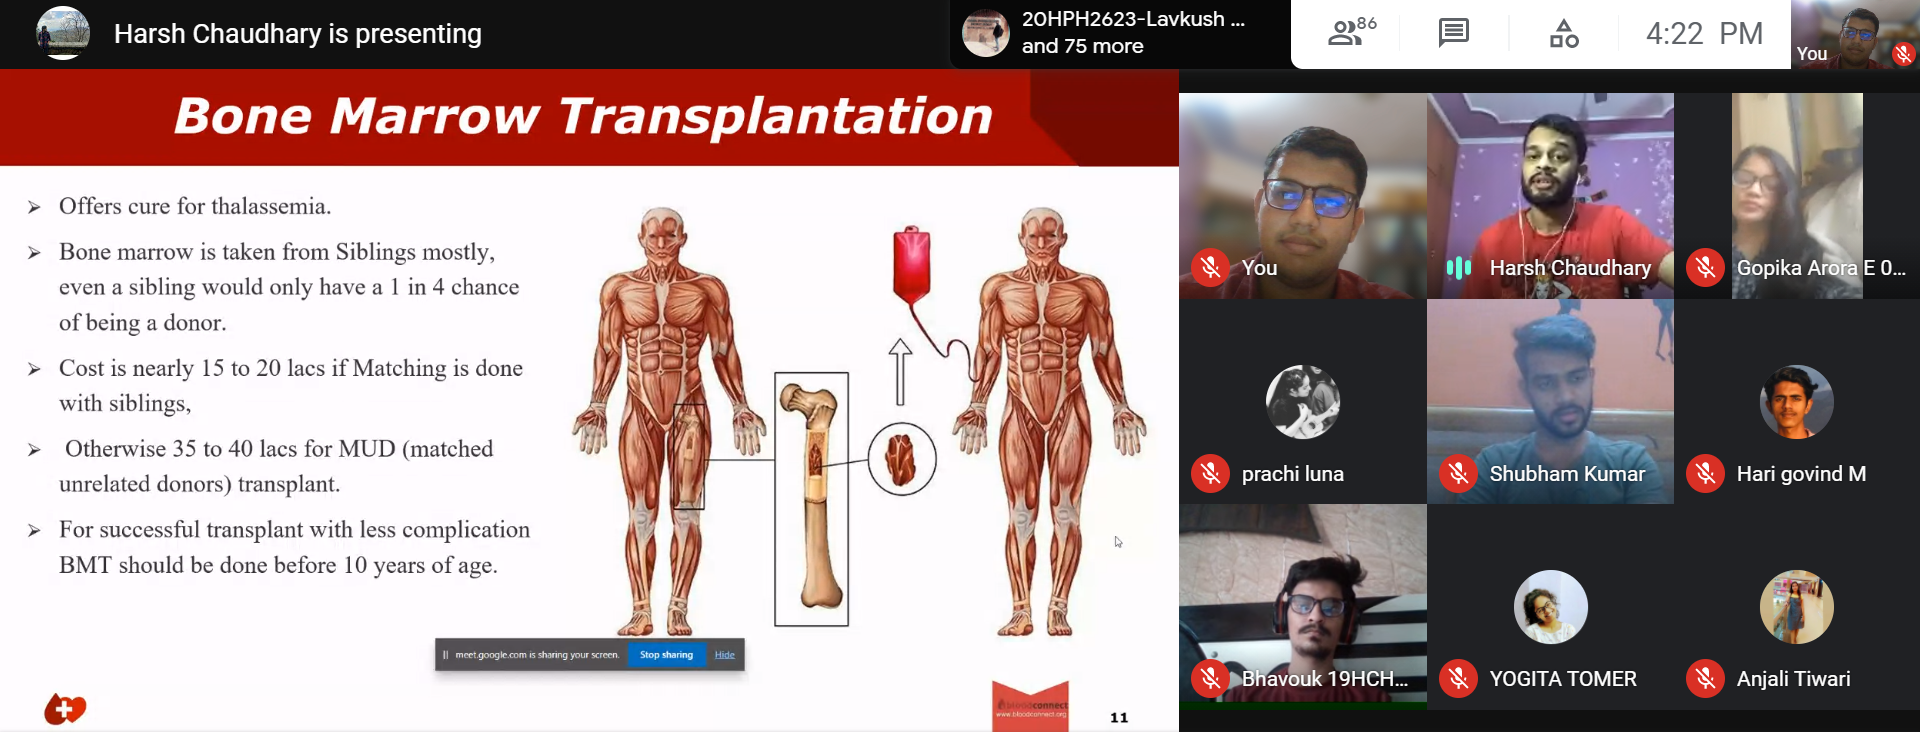 Harsh Chaudhary is presenting
20HPH2623-Lavkush ...
and 75 more
86
4:22 PM
You
Bone Marrow Transplantation
➢ Offers cure for thalassemia.
➢ Bone marrow is taken from Siblings mostly,
even a sibling would only have a 1 in 4 chance
of being a donor.
➢ Cost is nearly 15 to 20 lacs if Matching is done
with siblings,
➢ Otherwise 35 to 40 lacs for MUD (matched
unrelated donors) transplant.
➢ For successful transplant with less complication
BMT should be done before 10 years of age.
meet.google.com is sharing your screen.
Stop sharing
Hide
bloodconnect
www.bloodconnect.org
11
You
Harsh Chaudhary
Gopika Arora E 0...
prachi luna
Shubham Kumar
Hari govind M
Bhavouk 19HCH...
YOGITA TOMER
Anjali Tiwari